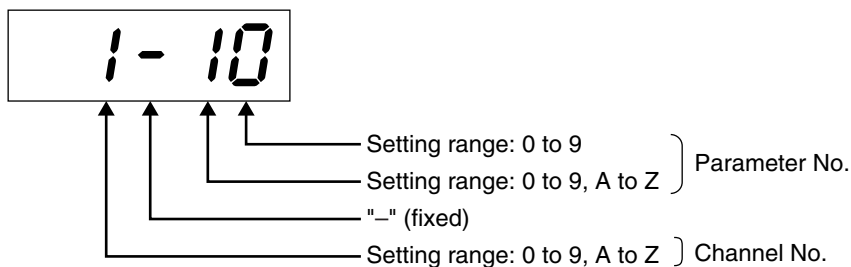 1- 10
Setting range: 0 to 9
Setting range: 0 to 9, A to Z
Parameter No.
"–" (fixed)
Setting range: 0 to 9, A to Z
Channel No.